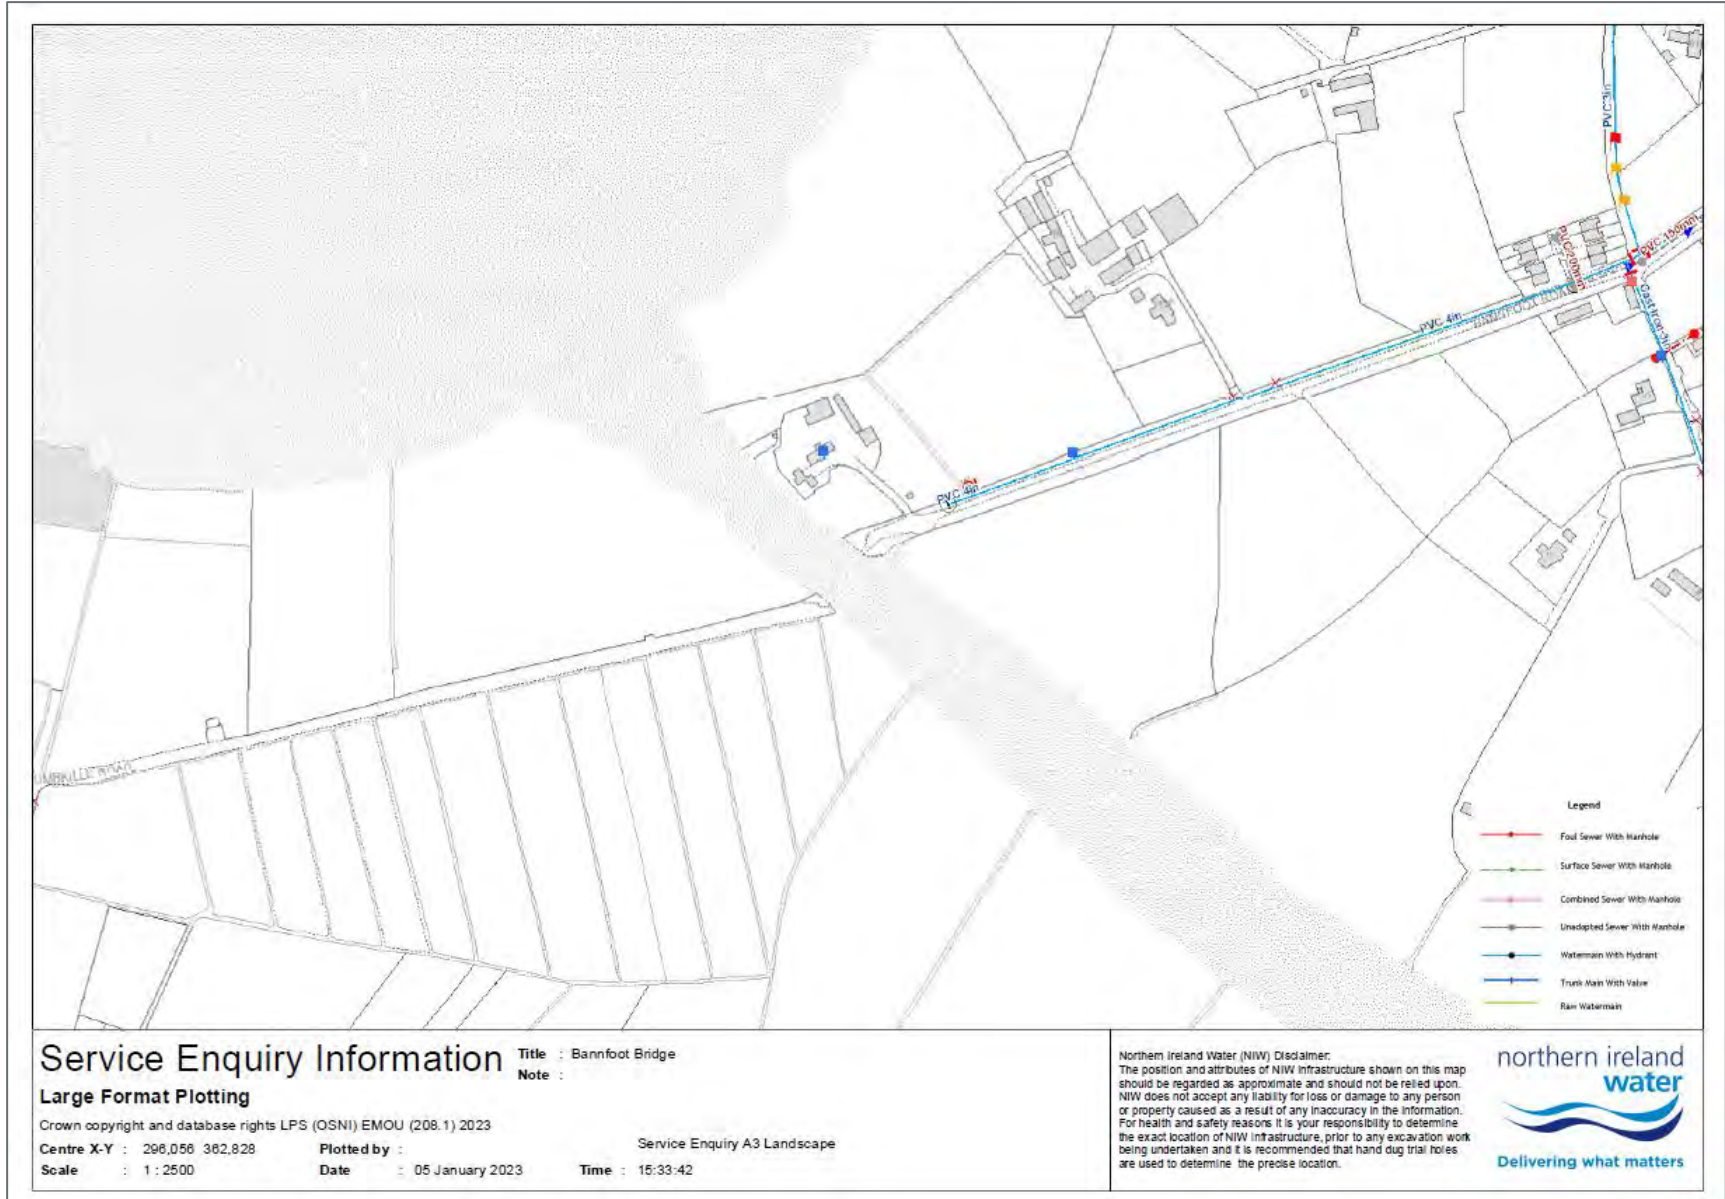 PVC 3in
PVC 150mm
PVC 200mm
Cast Iron 3in
PVC 4in
PVC 4in
Legend
Foul Sewer With Manhole
Surface Sewer With Manhole
Combined Sewer With Manhole
Unadopted Sewer With Manhole
Watermain With Hydrant
Trunk Main With Valve
Raw Watermain
Service Enquiry Information
Title : Bannfoot Bridge
Note :
Large Format Plotting
Crown copyright and database rights LPS (OSNI) EMOU (208.1) 2023
Centre X-Y : 296,056 362,828
Plotted by :
Service Enquiry A3 Landscape
Scale : 1 : 2500
Date : 05 January 2023
Time : 15:33:42
Northern Ireland Water (NIW) Disclaimer:
The position and attributes of NIW infrastructure shown on this map
should be regarded as approximate and should not be relied upon.
NIW does not accept any liability for loss or damage to any person
or property caused as a result of any inaccuracy in the information.
For health and safety reasons it is your responsibility to determine
the exact location of NIW infrastructure, prior to any excavation work
being undertaken and it is recommended that hand dug trial holes
are used to determine the precise location.
northern ireland
water
Delivering what matters